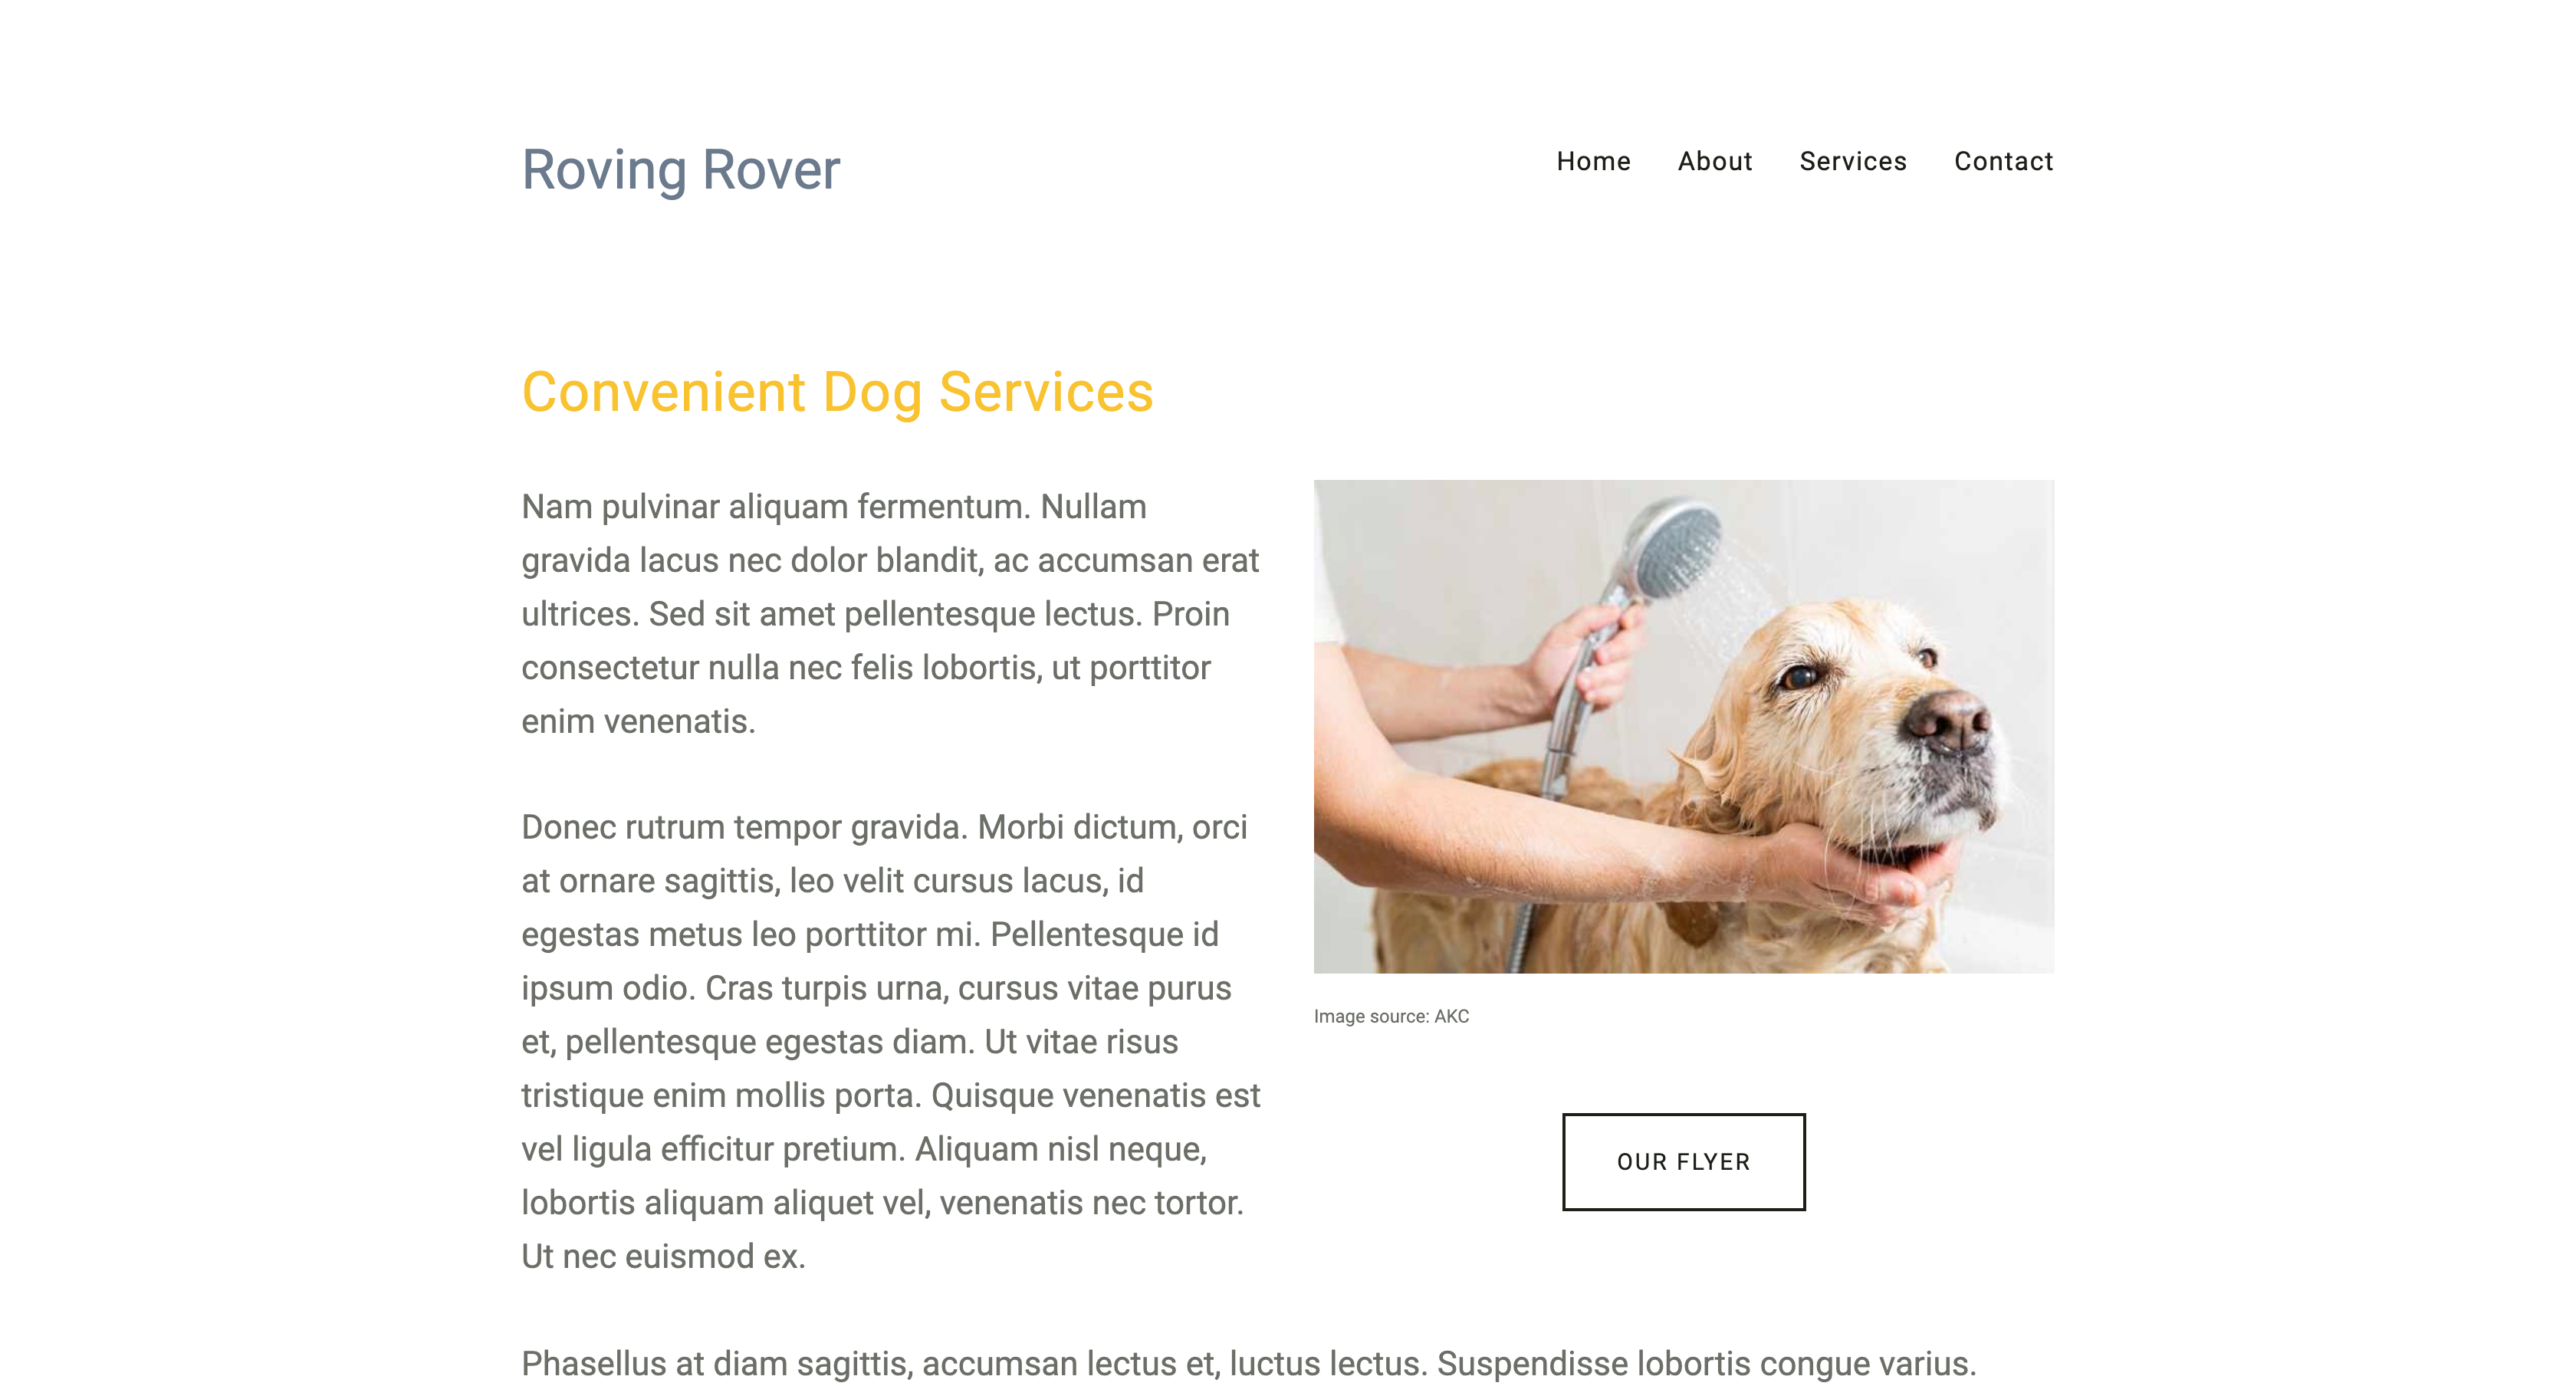 Roving Rover
Home About Services Contact
Convenient Dog Services
Nam pulvinar aliquam fermentum. Nullam
gravida lacus nec dolor blandit, ac accumsan erat
ultrices. Sed sit amet pellentesque lectus. Proin
consectetur nulla nec felis lobortis, ut porttitor
enim venenatis.
Donec rutrum tempor gravida. Morbi dictum, orci
at ornare sagittis, leo velit cursus lacus, id
egestas metus leo porttitor mi. Pellentesque id
ipsum odio. Cras turpis urna, cursus vitae purus
et, pellentesque egestas diam. Ut vitae risus
tristique enim mollis porta. Quisque venenatis est
vel ligula efficitur pretium. Aliquam nisl neque,
lobortis aliquam aliquet vel, venenatis nec tortor.
Ut nec euismod ex.
Image source: AKC
OUR FLYER
Phasellus at diam sagittis, accumsan lectus et, luctus lectus. Suspendisse lobortis congue varius.